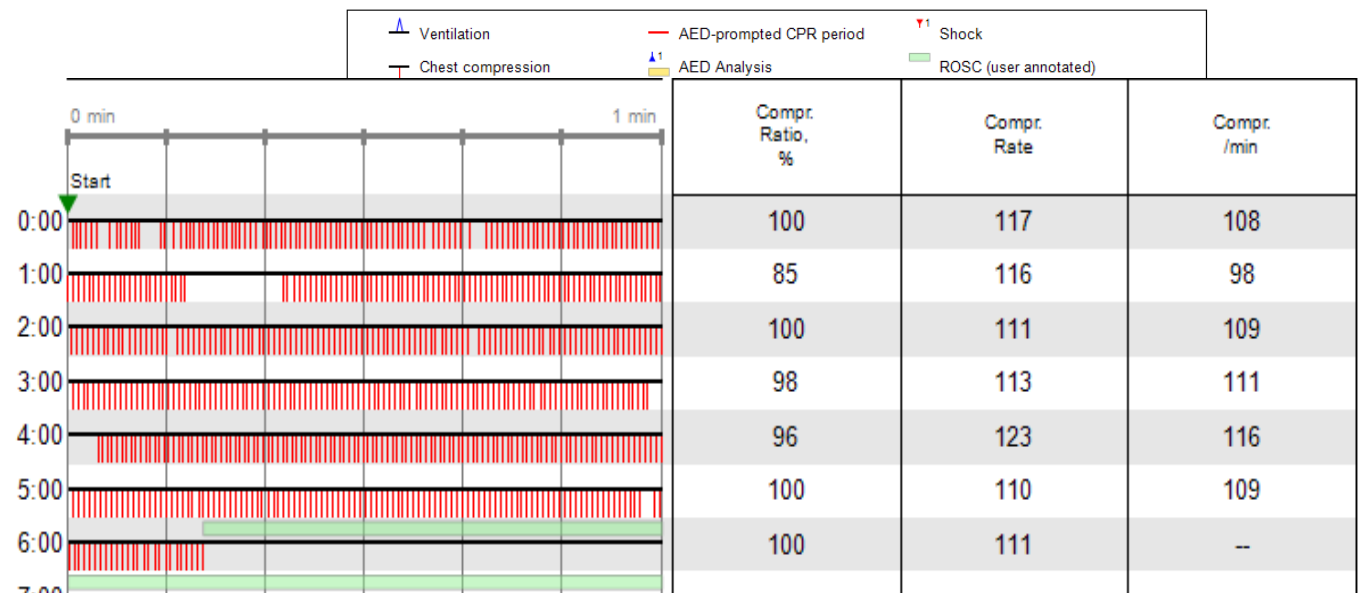 Ventilation AED-prompted CPR period 1 Shock
Chest compression 1 AED Analysis ROSC (user annotated)
0 min 1 min
Compr. Ratio, %
Compr. Rate
Compr. /min
Start
0:00 100 117 108
1:00 85 116 98
2:00 100 111 109
3:00 98 113 111
4:00 96 123 116
5:00 100 110 109
6:00 100 111 --